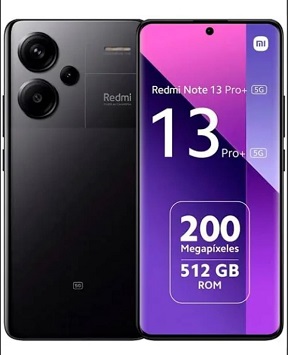 Redmi
5G
mi
Redmi Note 13 Pro+ 5G
13 Pro+ 5G
200
Megapíxeles
512 GB
ROM